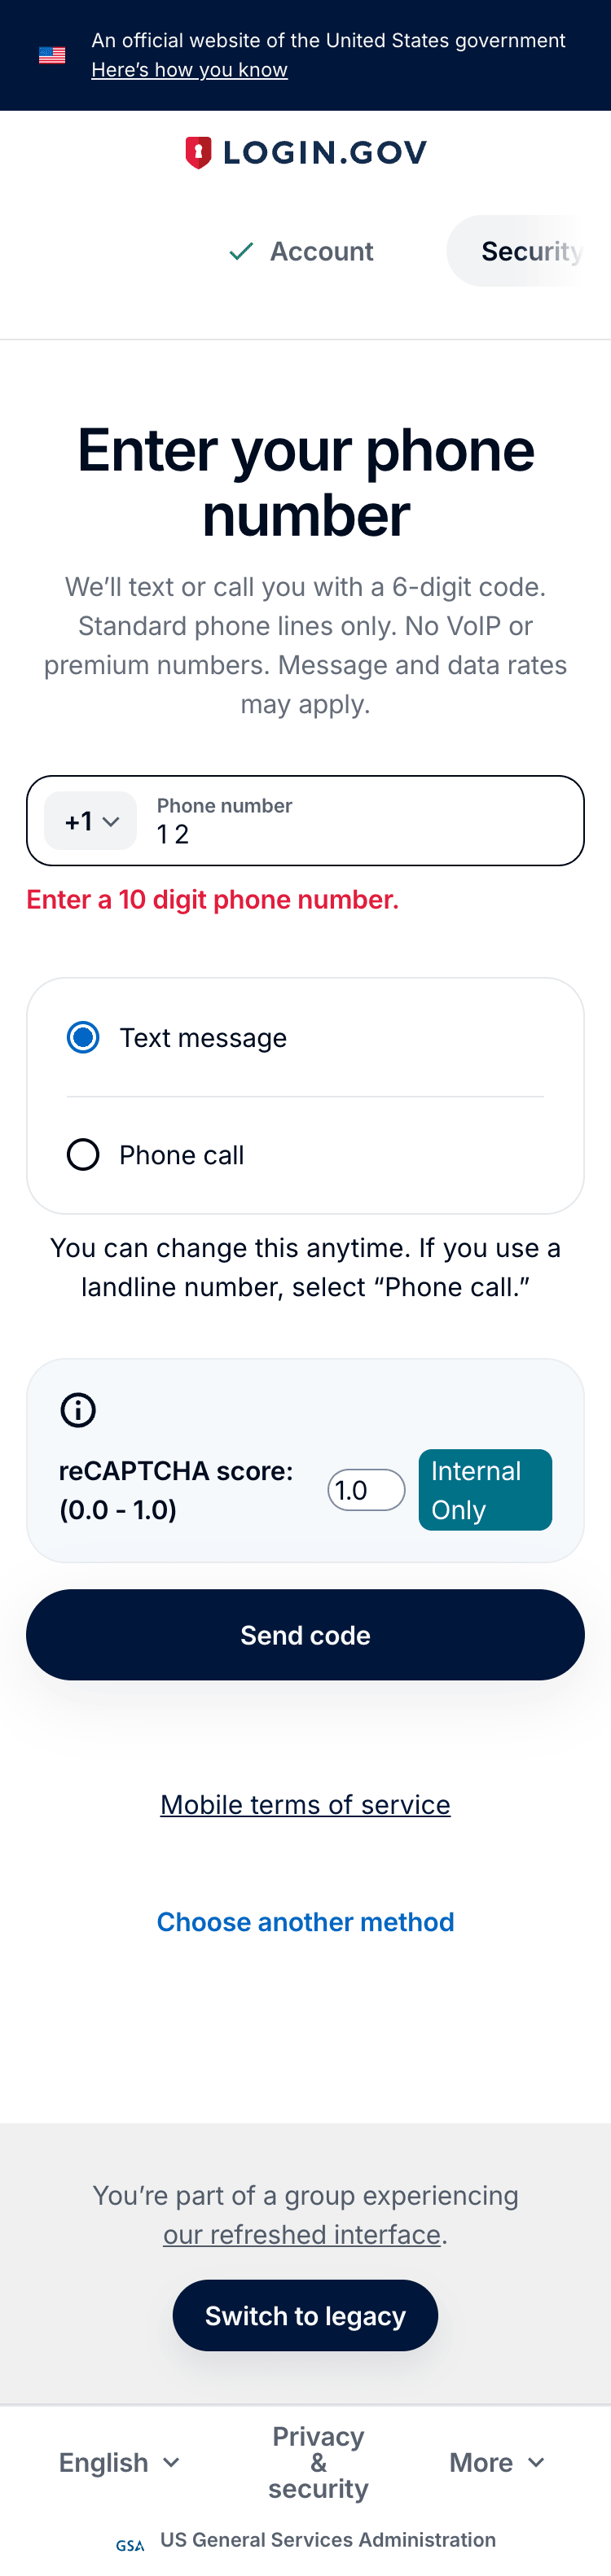 An official website of the United States government
Here’s how you know
LOGIN.GOV
Account
Security
Enter your phone
number
We’ll text or call you with a 6-digit code.
Standard phone lines only. No VoIP or
premium numbers. Message and data rates
may apply.
+1
Phone number
1 2
Enter a 10 digit phone number.
Text message
Phone call
You can change this anytime. If you use a
landline number, select “Phone call.”
reCAPTCHA score:
(0.0 - 1.0)
1.0
Internal
Only
Send code
Mobile terms of service
Choose another method
You’re part of a group experiencing
our refreshed interface.
Switch to legacy
English
Privacy
&
security
More
GSA
US General Services Administration